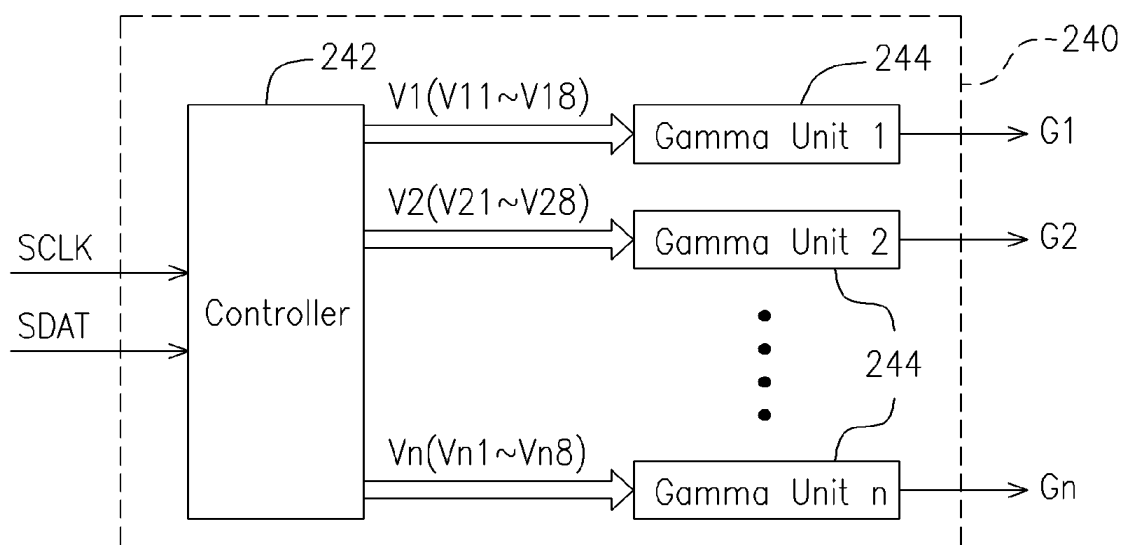 242
244
240
V1(V11~V18)
Gamma Unit 1
G1
V2(V21~V28)
Gamma Unit 2
G2
SCLK
Controller
SDAT
244
Vn(Vn1~Vn8)
Gamma Unit n
Gn